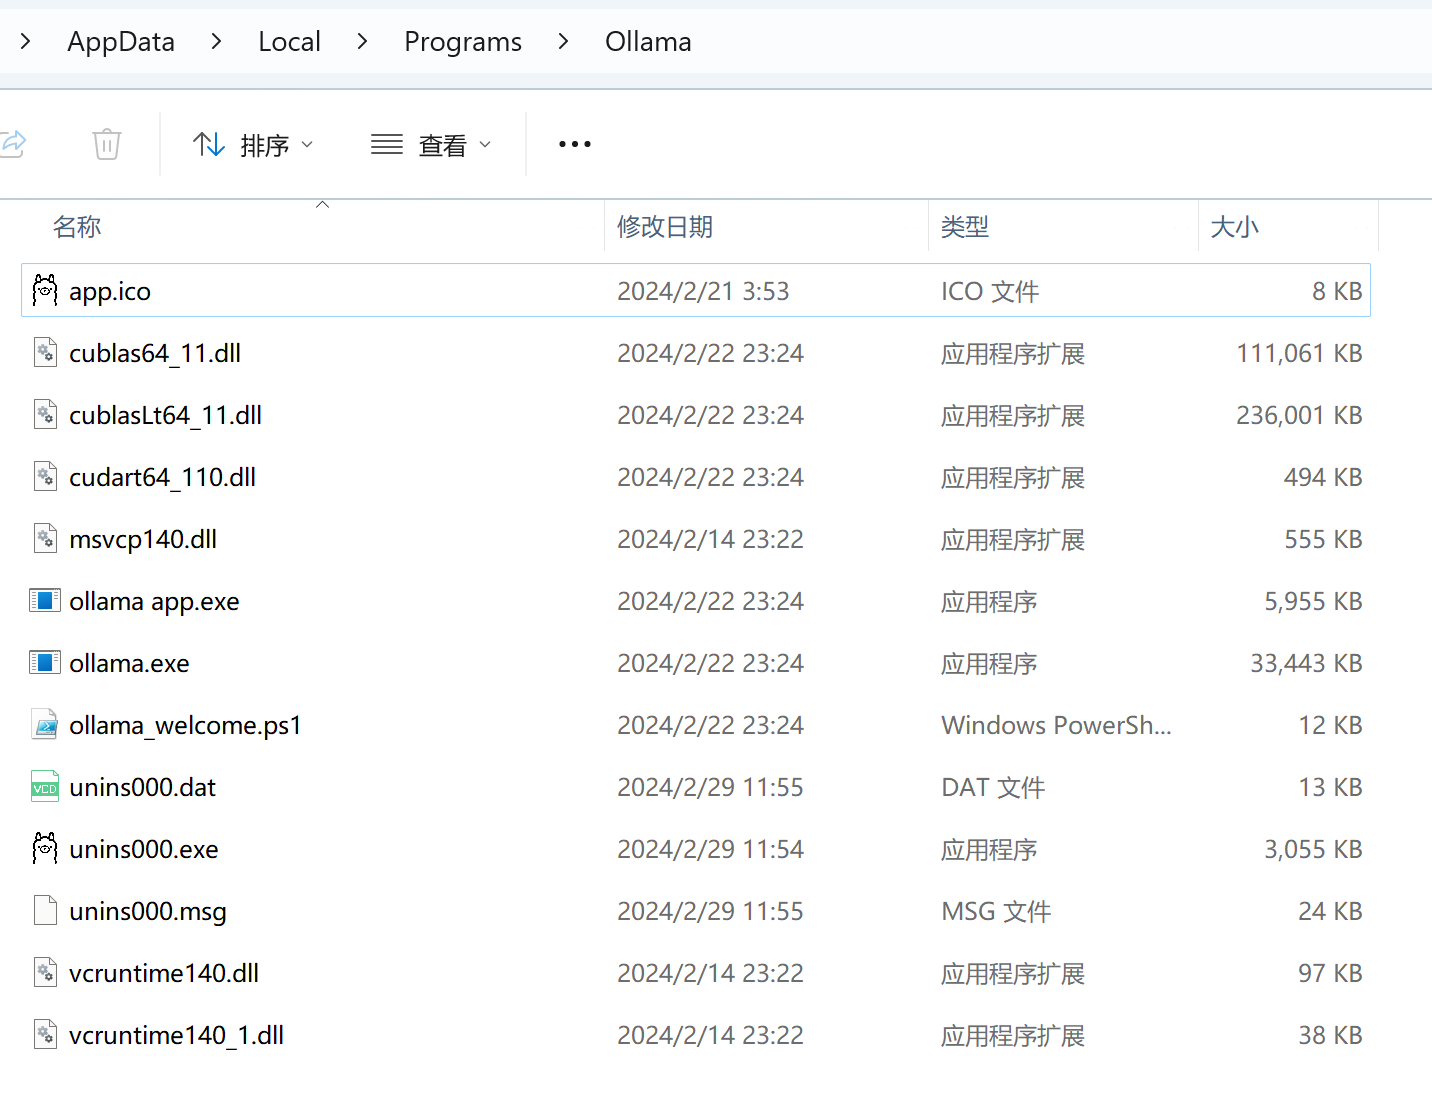 AppData > Local > Programs > Ollama
排序 查看 •••
名称 修改日期 类型 大小
app.ico 2024/2/21 3:53 ICO 文件 8 KB
cublas64_11.dll 2024/2/22 23:24 应用程序扩展 111,061 KB
cublasLt64_11.dll 2024/2/22 23:24 应用程序扩展 236,001 KB
cudart64_110.dll 2024/2/22 23:24 应用程序扩展 494 KB
msvcp140.dll 2024/2/14 23:22 应用程序扩展 555 KB
ollama app.exe 2024/2/22 23:24 应用程序 5,955 KB
ollama.exe 2024/2/22 23:24 应用程序 33,443 KB
ollama_welcome.ps1 2024/2/22 23:24 Windows PowerSh... 12 KB
VCD unins000.dat 2024/2/29 11:55 DAT 文件 13 KB
unins000.exe 2024/2/29 11:54 应用程序 3,055 KB
unins000.msg 2024/2/29 11:55 MSG 文件 24 KB
vcruntime140.dll 2024/2/14 23:22 应用程序扩展 97 KB
vcruntime140_1.dll 2024/2/14 23:22 应用程序扩展 38 KB